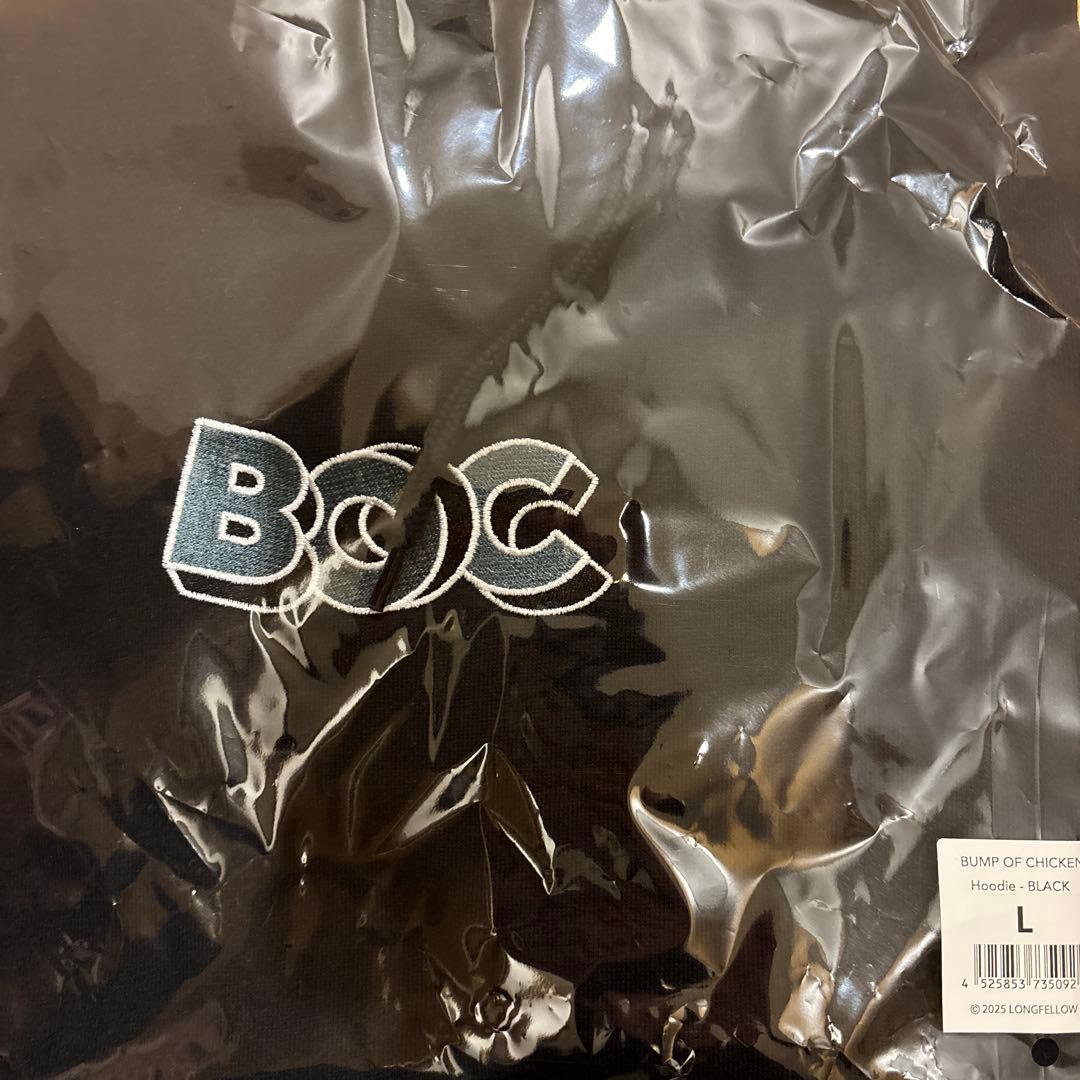 BOC
BUMP OF CHICKEN
Hoodie - BLACK
L
4 525853 735092
© 2025 LONGFELLOW